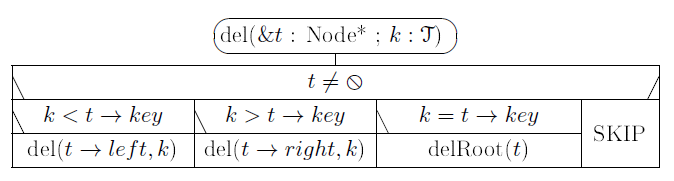 del(&t : Node* ; k : 𝒯)
t ≠ ⦸
k < t → key k > t → key k = t → key SKIP
del(t → left, k) del(t → right, k) delRoot(t)